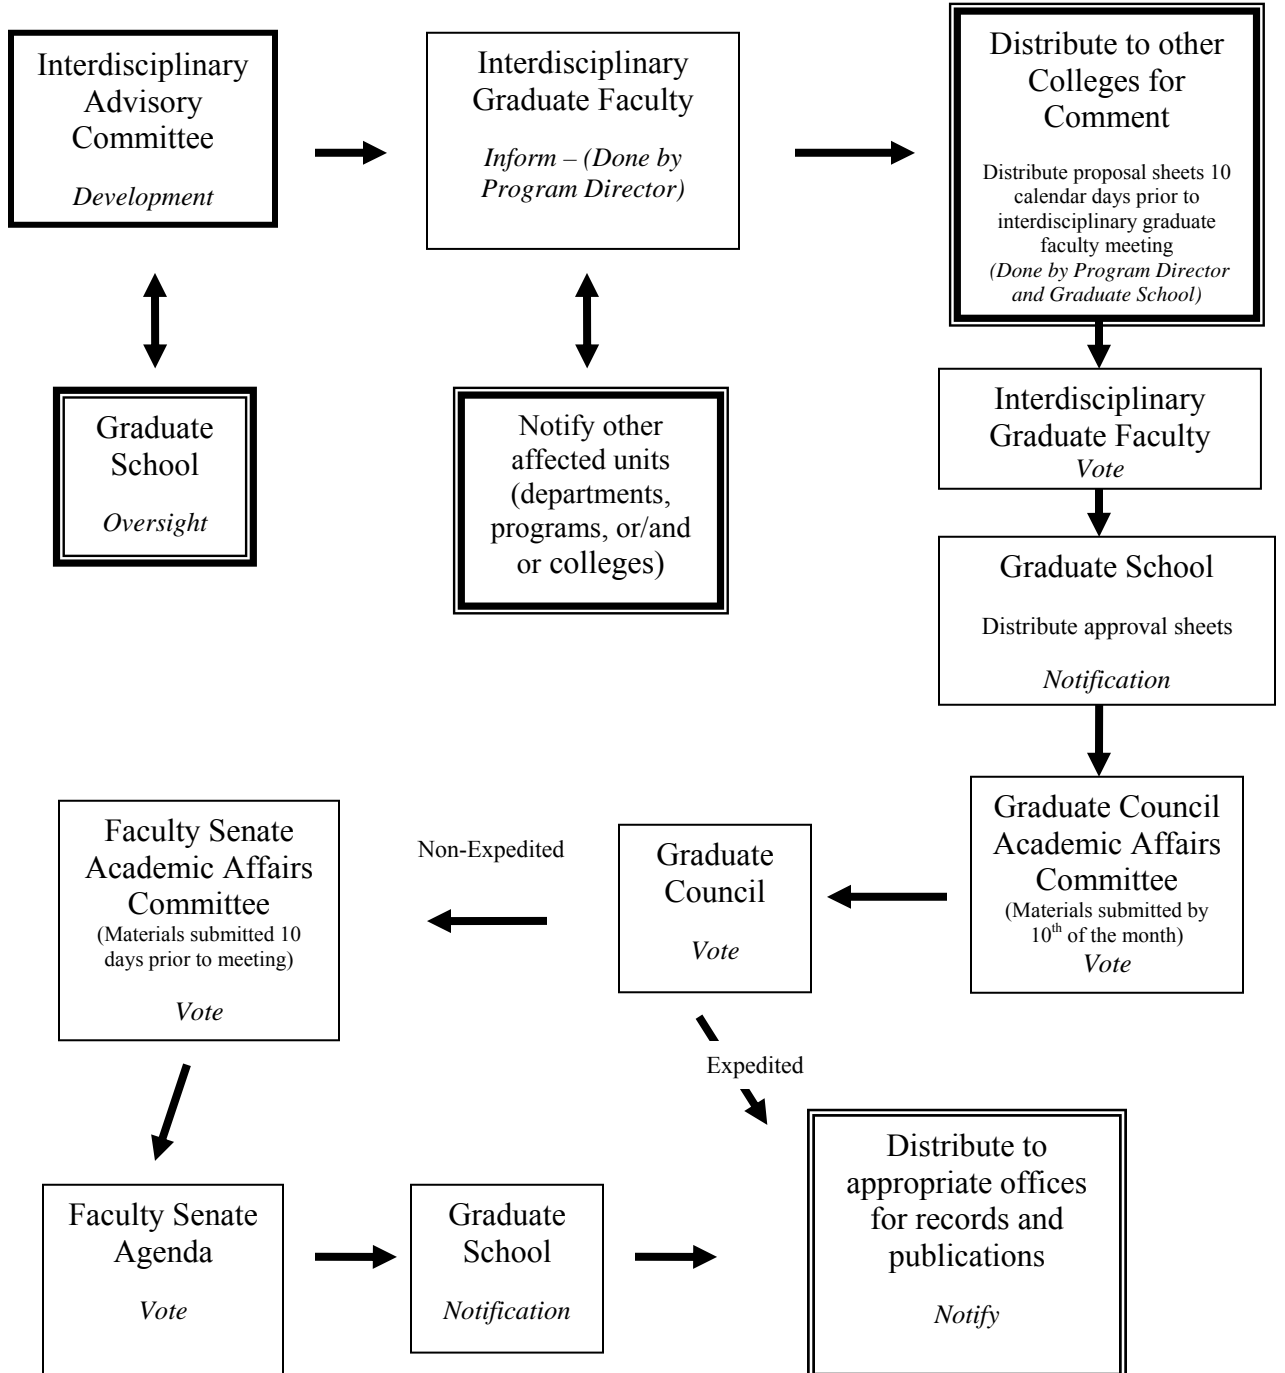 Interdisciplinary
Advisory
Committee
Development
Interdisciplinary
Graduate Faculty
Inform – (Done by
Program Director)
Distribute to other
Colleges for
Comment
Distribute proposal sheets 10
calendar days prior to
interdisciplinary graduate
faculty meeting
(Done by Program Director
and Graduate School)
Graduate
School
Oversight
Notify other
affected units
(departments,
programs, or/and
or colleges)
Interdisciplinary
Graduate Faculty
Vote
Graduate School
Distribute approval sheets
Notification
Graduate Council
Academic Affairs
Committee
(Materials submitted by
10th of the month)
Vote
Graduate
Council
Vote
Non-Expedited
Faculty Senate
Academic Affairs
Committee
(Materials submitted 10
days prior to meeting)
Vote
Expedited
Faculty Senate
Agenda
Vote
Graduate
School
Notification
Distribute to
appropriate offices
for records and
publications
Notify